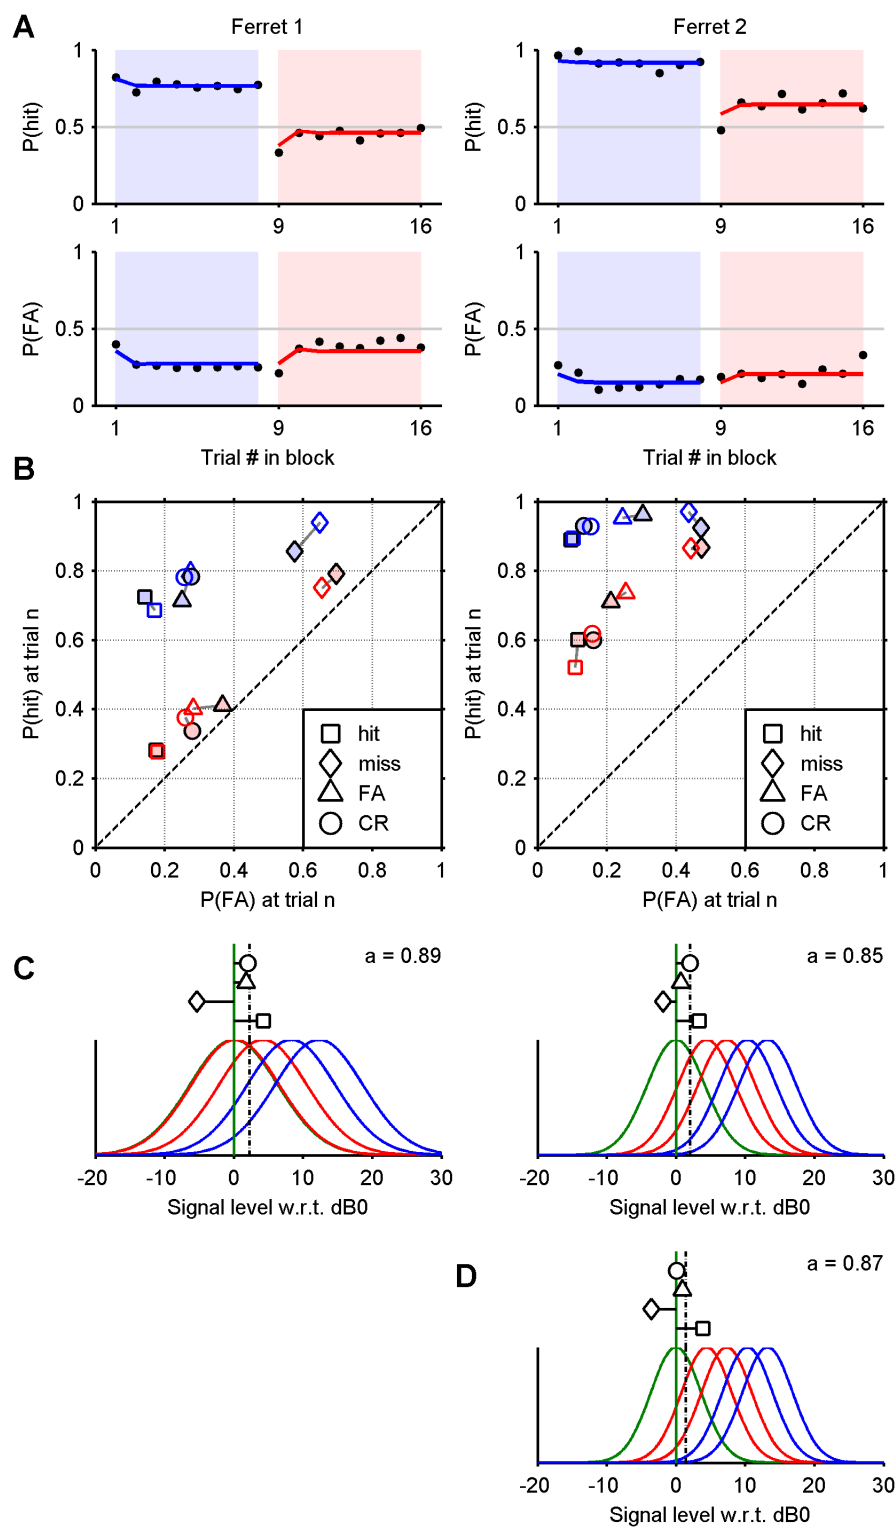 A
Ferret 1
Ferret 2
P(hit)
1
0.5
0
1
9
16
P(hit)
1
0.5
0
1
9
16
P(FA)
1
0.5
0
1
9
16
Trial # in block
P(FA)
1
0.5
0
1
9
16
Trial # in block
B
P(hit) at trial n
1
0.8
0.6
0.4
0.2
0
hit
miss
FA
CR
0
0.2
0.4
0.6
0.8
1
P(FA) at trial n
P(hit) at trial n
1
0.8
0.6
0.4
0.2
0
hit
miss
FA
CR
0
0.2
0.4
0.6
0.8
1
P(FA) at trial n
C
a = 0.89
-20
-10
0
10
20
30
Signal level w.r.t. dB0
a = 0.85
-20
-10
0
10
20
30
Signal level w.r.t. dB0
D
a = 0.87
-20
-10
0
10
20
30
Signal level w.r.t. dB0